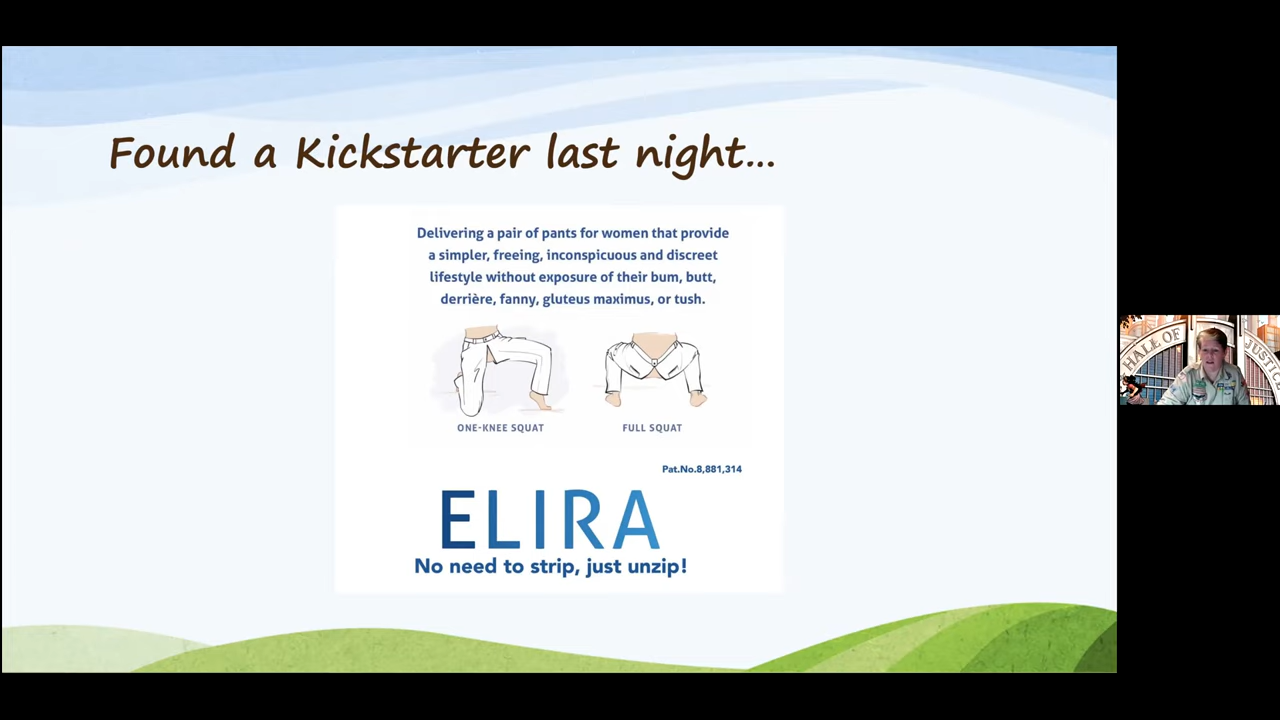 Found a Kickstarter last night...
Delivering a pair of pants for women that provide
a simpler, freeing, inconspicuous and discreet
lifestyle without exposure of their bum, butt,
derrière, fanny, gluteus maximus, or tush.
ONE-KNEE SQUAT
FULL SQUAT
Pat.No.8,881,314
ELIRA
No need to strip, just unzip!
HALL OF JUSTICE